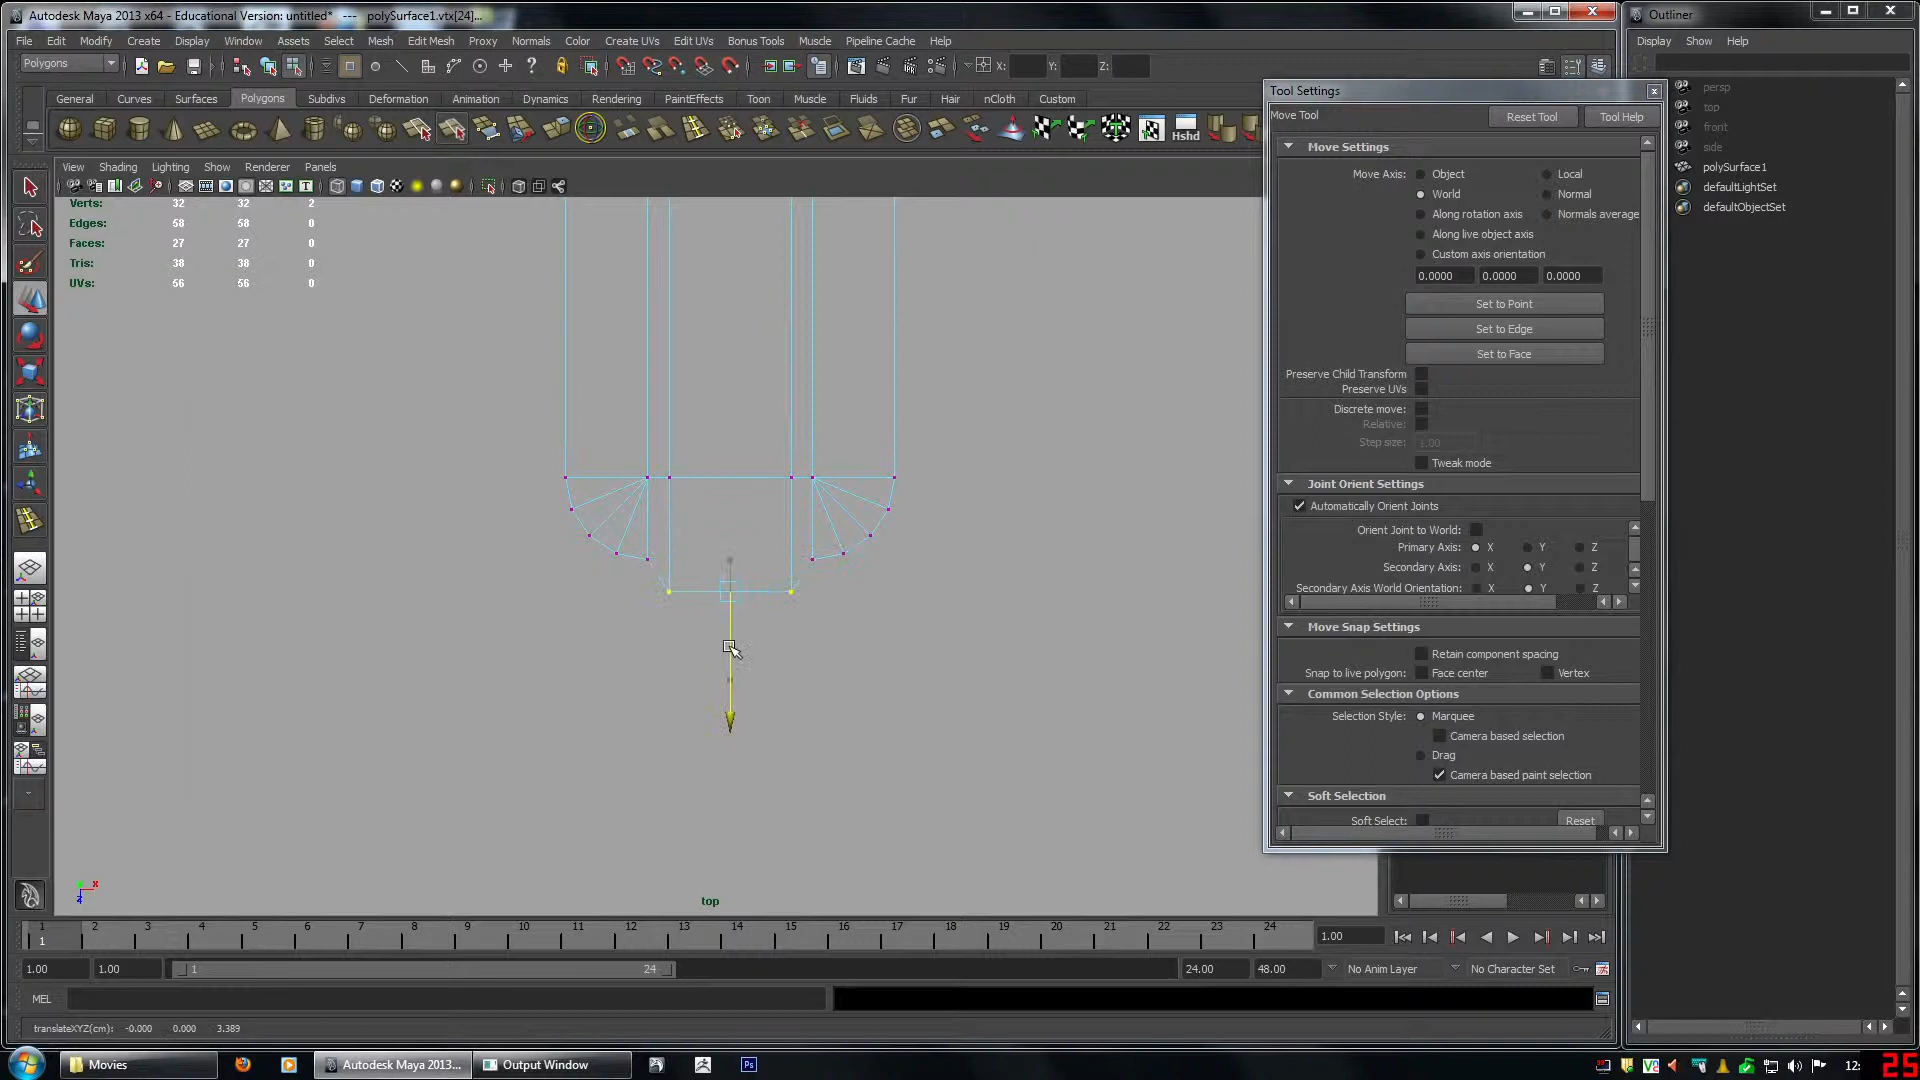 Autodesk Maya 2013 x64 - Educational Version: untitled*   ---   polySurface1.vtx[24]...
Outliner
File Edit Modify Create Display Window Assets Select Mesh Edit Mesh Proxy Normals Color Create UVs Edit UVs Bonus Tools Muscle Pipeline Cache Help
Display Show Help
Polygons
X: Y: Z:
General Curves Surfaces Polygons Subdivs Deformation Animation Dynamics Rendering PaintEffects Toon Muscle Fluids Fur Hair nCloth Custom
Hshd
View Shading Lighting Show Renderer Panels
Verts: 32 32 2
Edges: 58 58 0
Faces: 27 27 0
Tris: 38 38 0
UVs: 56 56 0
Tool Settings
Move Tool Reset Tool Tool Help
Move Settings
Move Axis: Object Local
World Normal
Along rotation axis Normals average
Along live object axis
Custom axis orientation
0.0000 0.0000 0.0000
Set to Point
Set to Edge
Set to Face
Preserve Child Transform
Preserve UVs
Discrete move:
Relative:
Step size: 1.00
Tweak mode
Joint Orient Settings
Automatically Orient Joints
Orient Joint to World:
Primary Axis: X Y Z
Secondary Axis: X Y Z
Secondary Axis World Orientation: X Y Z
Move Snap Settings
Retain component spacing
Snap to live polygon: Face center Vertex
Common Selection Options
Selection Style: Marquee
Camera based selection
Drag
Camera based paint selection
Soft Selection
Soft Select: Reset
persp
top
front
side
polySurface1
defaultLightSet
defaultObjectSet
x
z
top
1 2 3 4 5 6 7 8 9 10 11 12 13 14 15 16 17 18 19 20 21 22 23 24
1
1.00
1.00 1.00 1 24 24.00 48.00 No Anim Layer No Character Set
MEL
translateXYZ(cm): -0.000 0.000 3.389
Movies Autodesk Maya 2013... Output Window Ps
12:
25